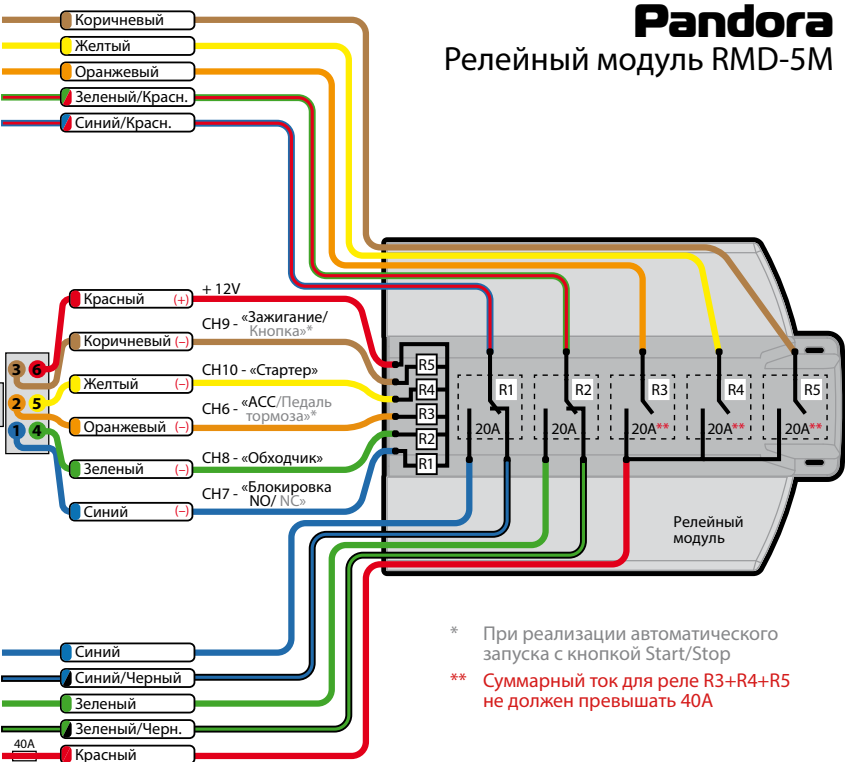 Pandora
Релейный модуль RMD-5M
Коричневый
Желтый
Оранжевый
Зеленый/Красн.
Синий/Красн.
Красный (+)
+ 12V
Коричневый (–)
CH9 - «Зажигание/
Кнопка»*
Желтый (–)
CH10 - «Стартер»
Оранжевый (–)
CH6 - «ACC/Педаль
тормоза»*
Зеленый (–)
CH8 - «Обходчик»
Синий (–)
CH7 - «Блокировка
NO/ NC»
3 6
2 5
1 4
R5
R4
R3
R2
R1
R1
R2
R3
R4
R5
20A
20A
20A**
20A**
20A**
Релейный
модуль
Синий
Синий/Черный
Зеленый
Зеленый/Черн.
40A
Красный
* При реализации автоматического
запуска с кнопкой Start/Stop
** Суммарный ток для реле R3+R4+R5
не должен превышать 40А